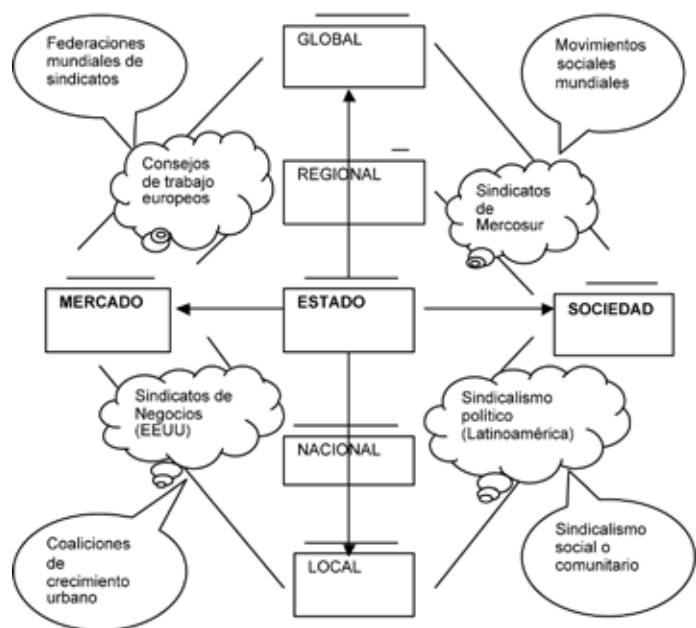 GLOBAL
Federaciones
mundiales de
sindicatos
Movimientos
sociales
mundiales
Consejos
de trabajo
europeos
REGIONAL
Sindicatos
de
Mercosur
MERCADO
ESTADO
SOCIEDAD
Sindicatos de
Negocios
(EEUU)
Sindicalismo
político
(Latinoamérica)
NACIONAL
Coaliciones
de
crecimiento
urbano
LOCAL
Sindicalismo
social o
comunitario